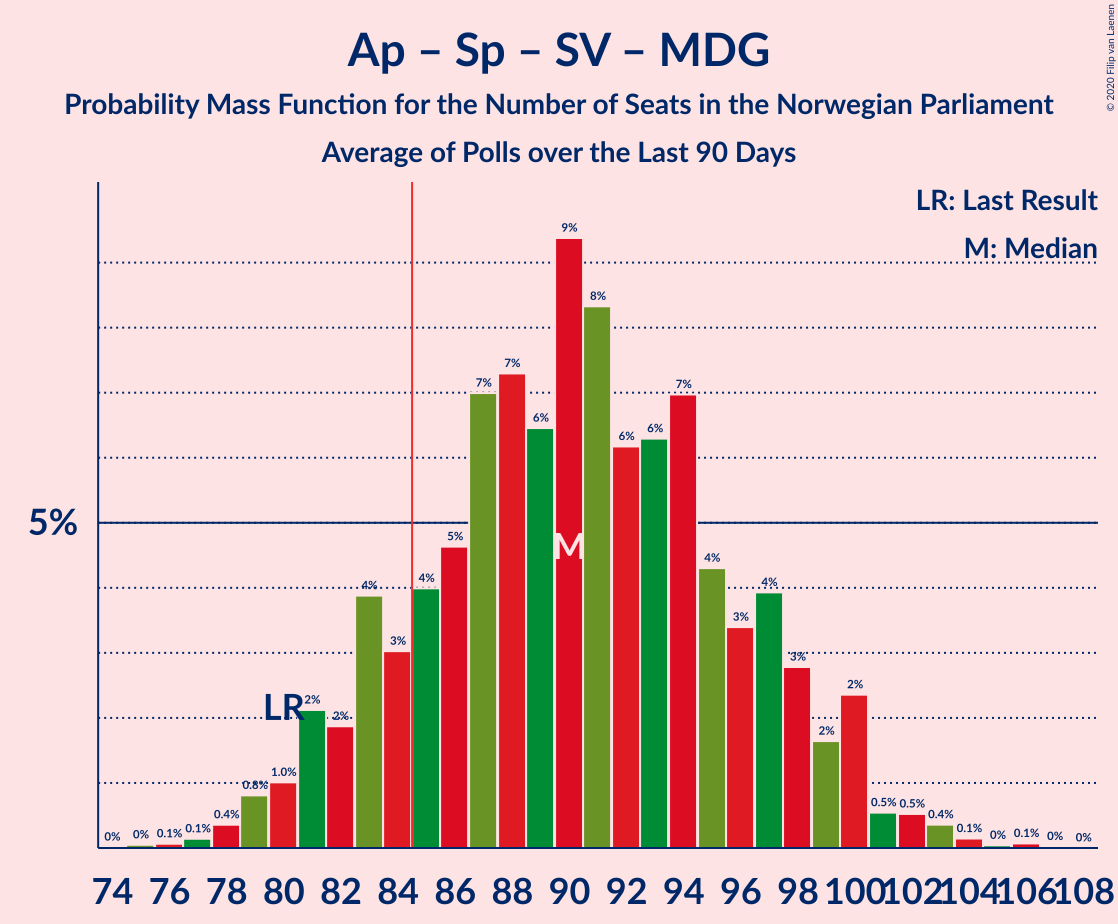 Ap – Sp – SV – MDG
Probability Mass Function for the Number of Seats in the Norwegian Parliament
Average of Polls over the Last 90 Days
© 2020 Filip van Laenen
LR: Last Result
M: Median
5%
LR
M
0% 0% 0.1% 0.1% 0.4% 0.8% 1.0% 2% 2% 4% 3% 4% 5% 7% 7% 6% 9% 8% 6% 6% 7% 4% 3% 4% 3% 2% 2% 0.5% 0.5% 0.4% 0.1% 0% 0.1% 0% 0%
74 76 78 80 82 84 86 88 90 92 94 96 98 100 102 104 106 108